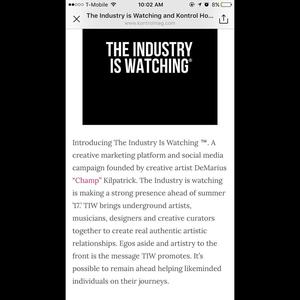 T-Mobile
10:02 AM
8%
The Industry is Watching and Kontrol Ho...
www.kontrolmag.com
THE INDUSTRY
IS WATCHING®
Introducing The Industry Is Watching ™. A
creative marketing platform and social media
campaign founded by creative artist DeMarius
“Champ” Kilpatrick. The Industry is watching
is making a strong presence ahead of summer
'17.' TIW brings underground artists,
musicians, designers and creative curators
together to create real authentic artistic
relationships. Egos aside and artistry to the
front is the message TIW promotes. It's
possible to remain ahead helping likeminded
individuals on their journeys.